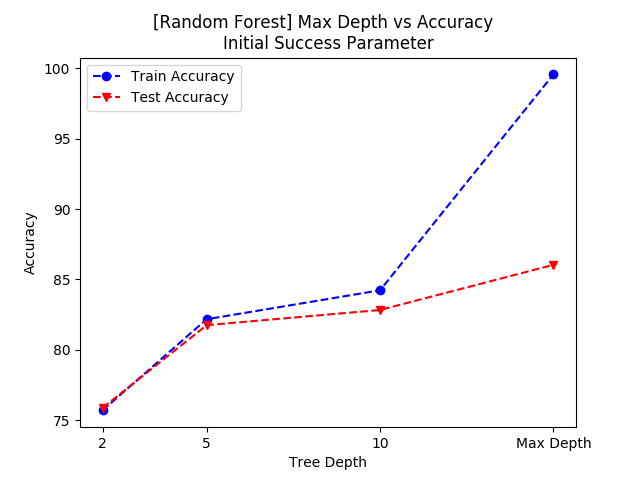 [Random Forest] Max Depth vs Accuracy
Initial Success Parameter
Train Accuracy
Test Accuracy
Accuracy
100
95
90
85
80
75
2 5 10 Max Depth
Tree Depth